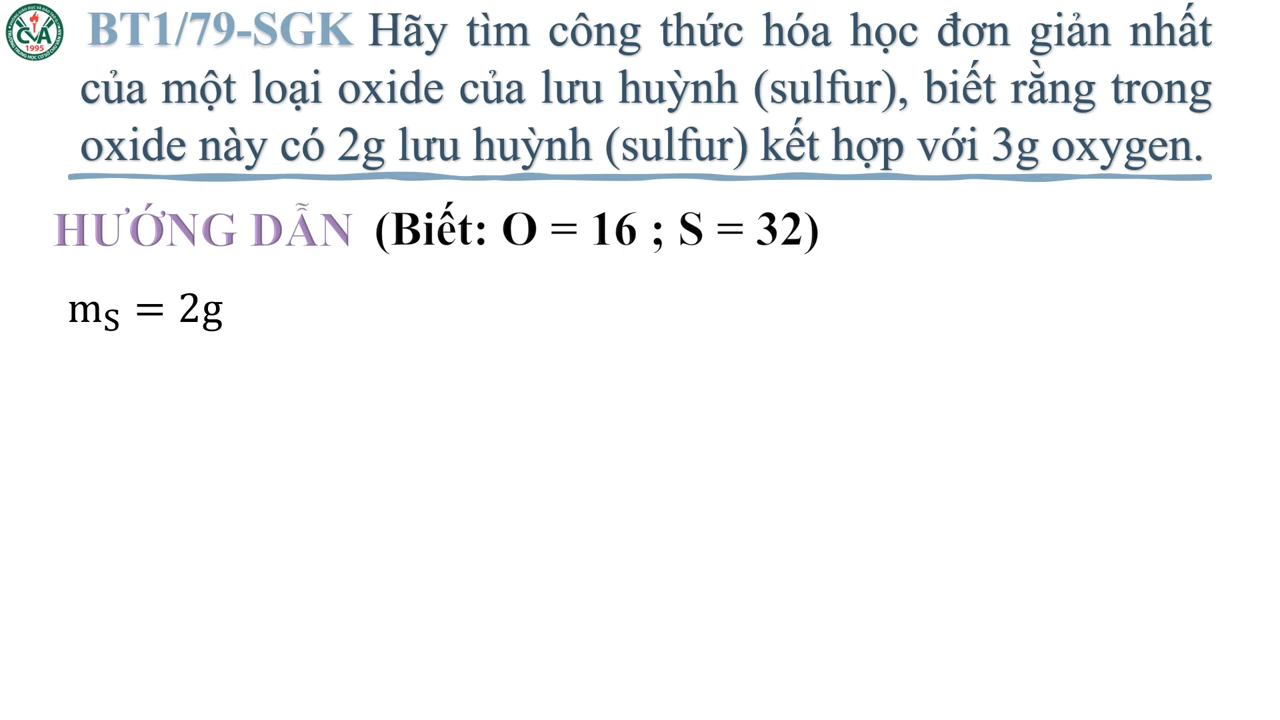 BT1/79-SGK Hãy tìm công thức hóa học đơn giản nhất
của một loại oxide của lưu huỳnh (sulfur), biết rằng trong
oxide này có 2g lưu huỳnh (sulfur) kết hợp với 3g oxygen.
HƯỚNG DẪN (Biết: O = 16 ; S = 32)
mS = 2g
CVA
1995